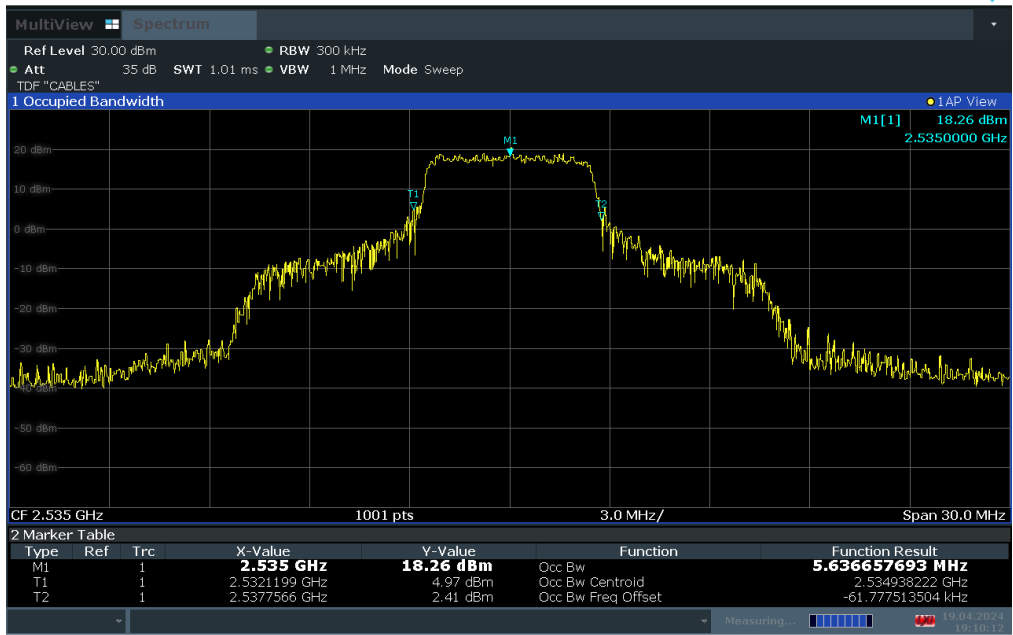 MultiView Spectrum
Ref Level 30.00 dBm RBW 300 kHz
Att 35 dB SWT 1.01 ms VBW 1 MHz Mode Sweep
TDF "CABLES"
1 Occupied Bandwidth 1AP View
M1[1] 18.26 dBm
2.5350000 GHz
M1
20 dBm
T1
10 dBm
T2
0 dBm
-10 dBm
-20 dBm
-30 dBm
-40 dBm
-50 dBm
-60 dBm
CF 2.535 GHz 1001 pts 3.0 MHz/ Span 30.0 MHz
2 Marker Table
Type Ref Trc X-Value Y-Value Function Function Result
M1 1 2.535 GHz 18.26 dBm Occ Bw 5.636657693 MHz
T1 1 2.5321199 GHz 4.97 dBm Occ Bw Centroid 2.534938222 GHz
T2 1 2.5377566 GHz 2.41 dBm Occ Bw Freq Offset -61.777513504 kHz
Measuring... 19.04.2024
19:10:12